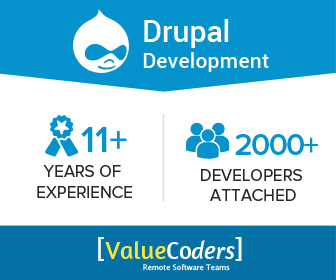 Drupal
Development
11+
YEARS OF
EXPERIENCE
2000+
DEVELOPERS
ATTACHED
[ValueCoders]
Remote Software Teams